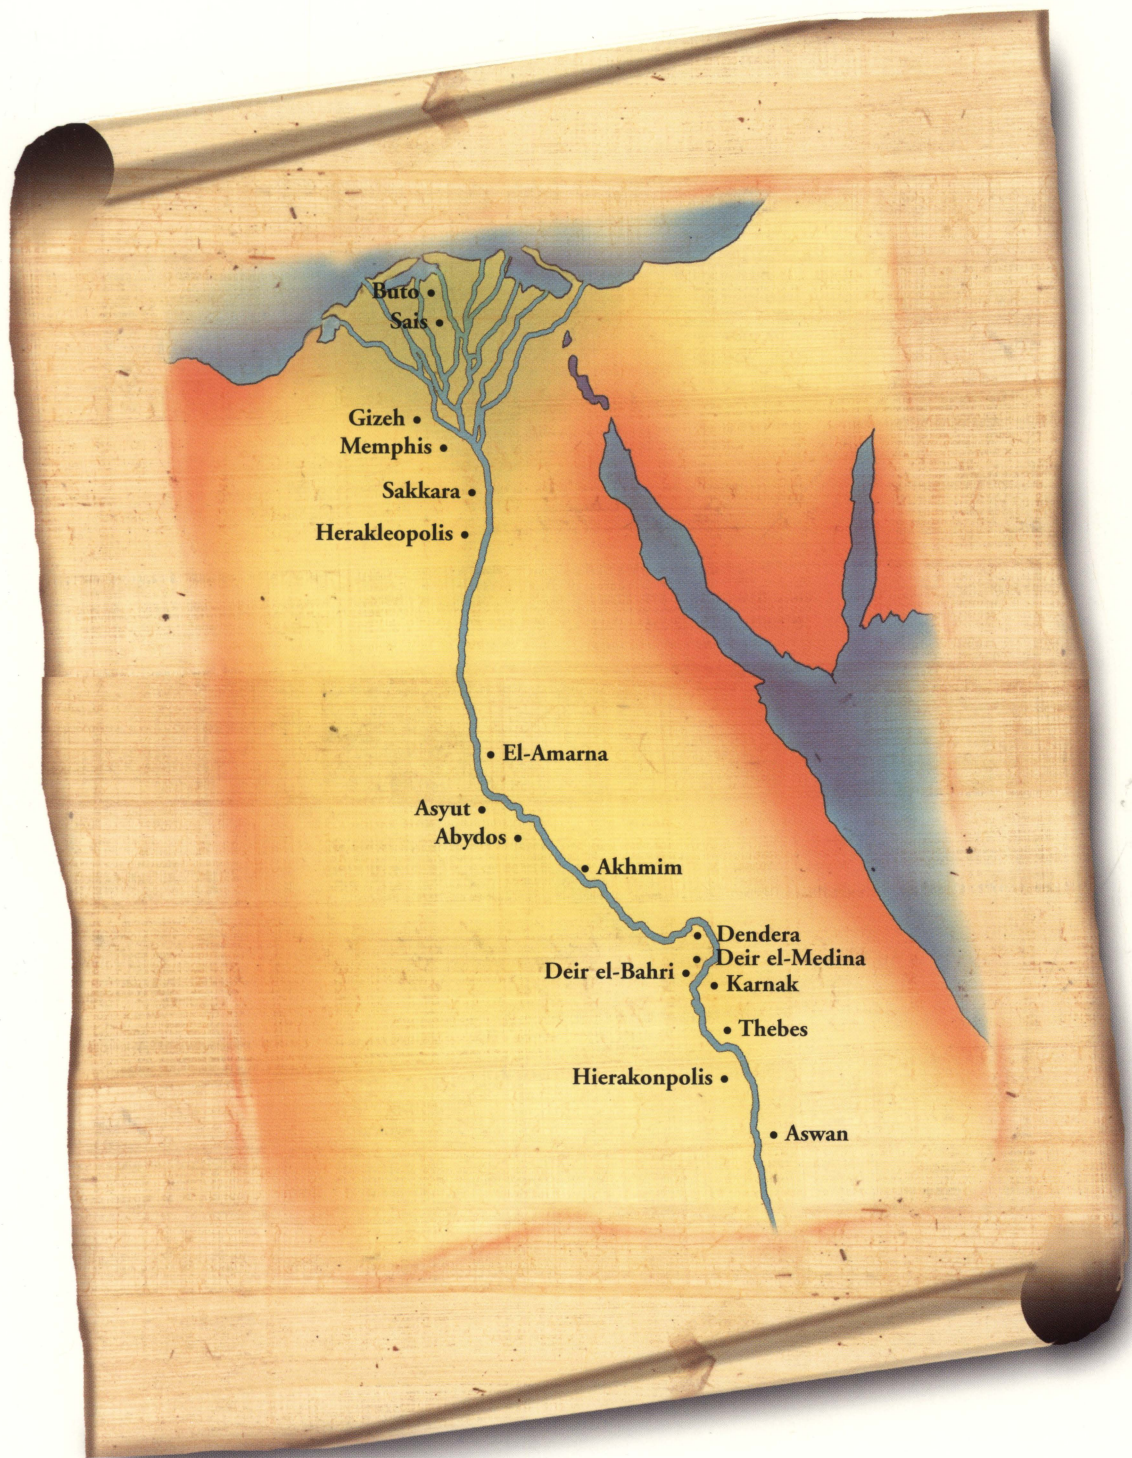 Buto
Sais
Gizeh
Memphis
Sakkara
Herakleopolis
El-Amarna
Asyut
Abydos
Akhmim
Dendera
Deir el-Medina
Deir el-Bahri
Karnak
Thebes
Hierakonpolis
Aswan